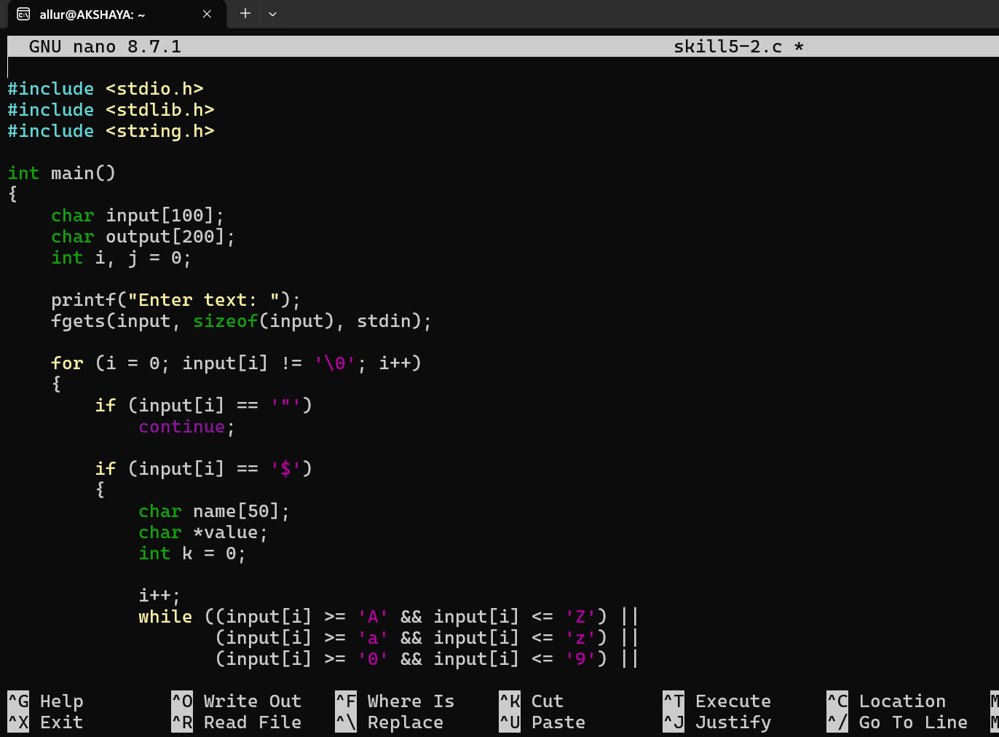 allur@AKSHAYA: ~
GNU nano 8.7.1 skill5-2.c *
#include <stdio.h>
#include <stdlib.h>
#include <string.h>
int main()
{
    char input[100];
    char output[200];
    int i, j = 0;
    printf("Enter text: ");
    fgets(input, sizeof(input), stdin);
    for (i = 0; input[i] != '\0'; i++)
    {
        if (input[i] == '"')
            continue;
        if (input[i] == '$')
        {
            char name[50];
            char *value;
            int k = 0;
            i++;
            while ((input[i] >= 'A' && input[i] <= 'Z') ||
                   (input[i] >= 'a' && input[i] <= 'z') ||
                   (input[i] >= '0' && input[i] <= '9') ||
^G Help ^O Write Out ^F Where Is ^K Cut ^T Execute ^C Location
^X Exit ^R Read File ^\ Replace ^U Paste ^J Justify ^/ Go To Line